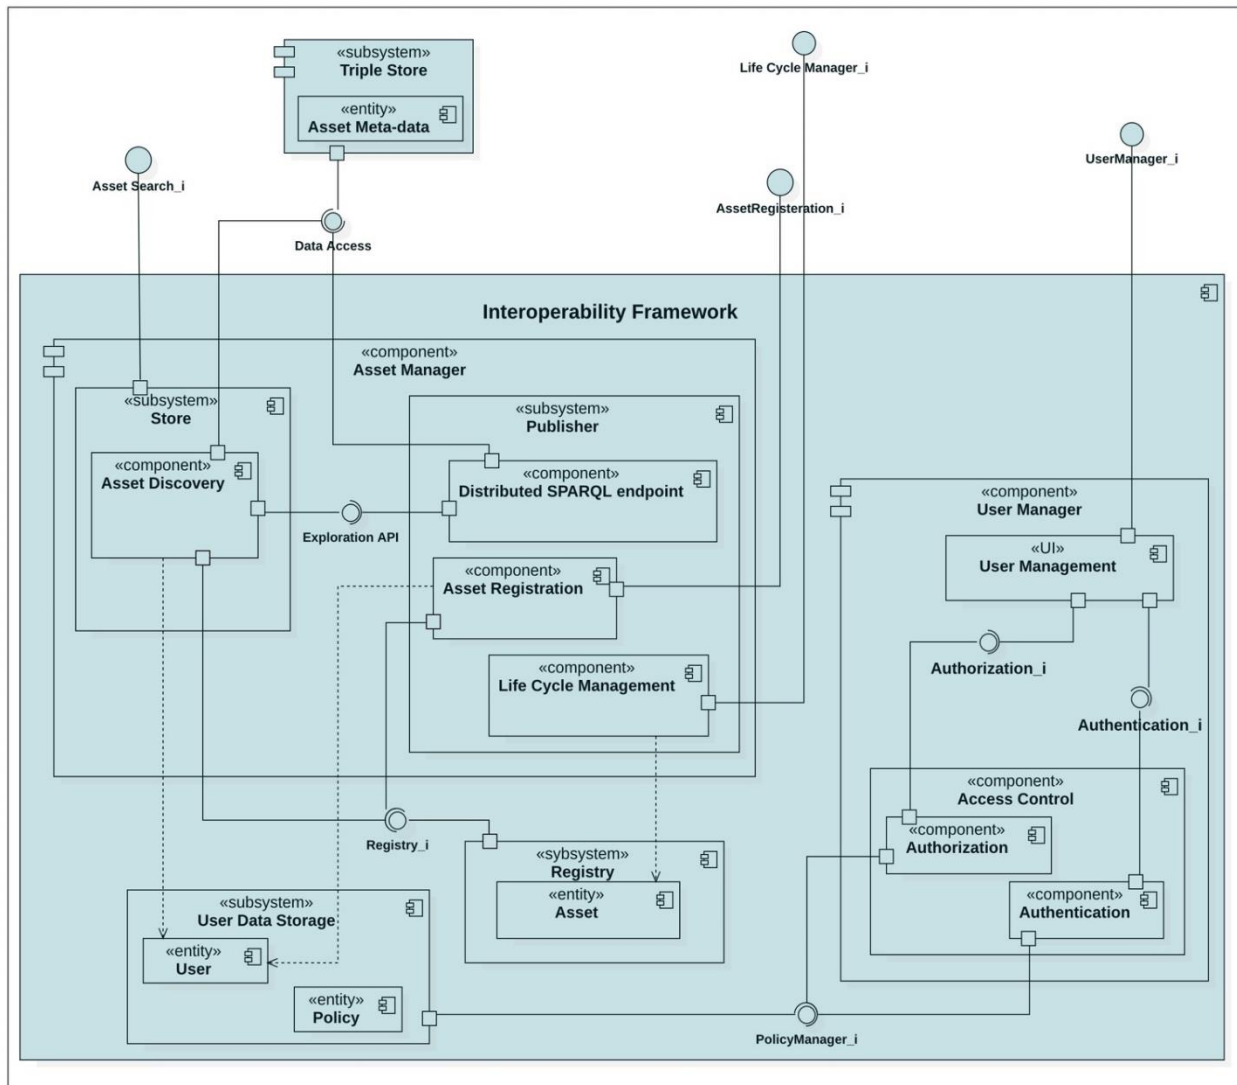 «subsystem»
Triple Store
«entity»
Asset Meta-data
Life Cycle Manager_i
UserManager_i
Asset Search_i
AssetRegisteration_i
Data Access
Interoperability Framework
«component»
Asset Manager
«subsystem»
Store
«component»
Asset Discovery
Exploration API
«subsystem»
Publisher
«component»
Distributed SPARQL endpoint
«component»
Asset Registration
«component»
Life Cycle Management
«component»
User Manager
«UI»
User Management
Authorization_i
Authentication_i
«component»
Access Control
«component»
Authorization
«component»
Authentication
Registry_i
«sybsystem»
Registry
«entity»
Asset
«subsystem»
User Data Storage
«entity»
User
«entity»
Policy
PolicyManager_i